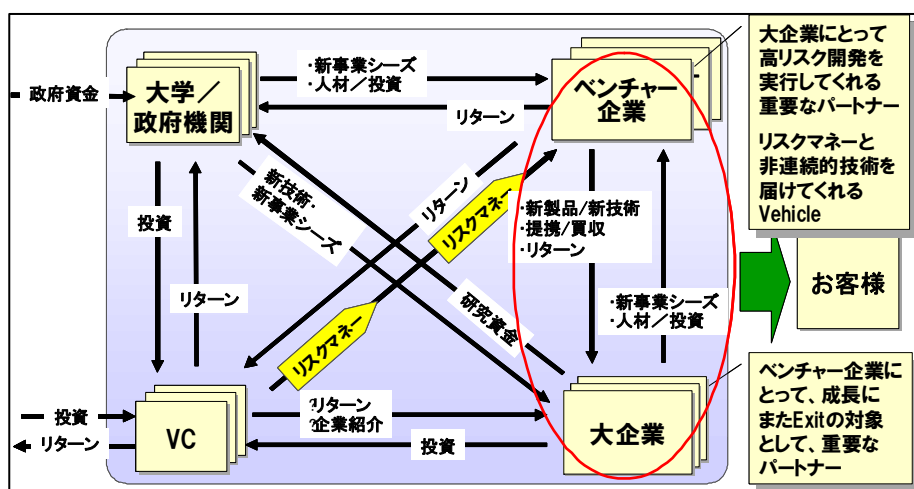 政府資金
大学／
政府機関
・新事業シーズ
・人材／投資
リターン
ベンチャー
企業
大企業にとって
高リスク開発を
実行してくれる
重要なパートナー
リスクマネーと
非連続的技術を
届けてくれる
Vehicle
投資
リターン
新技術・
新事業シーズ
リターン
リスクマネー
リスクマネー
研究資金
・新製品/新技術
・提携/買収
・リターン
・新事業シーズ
・人材／投資
お客様
投資
リターン
VC
?リターン
?企業紹介
投資
大企業
ベンチャー企業に
とって、成長に
またExitの対象
として、重要な
パートナー